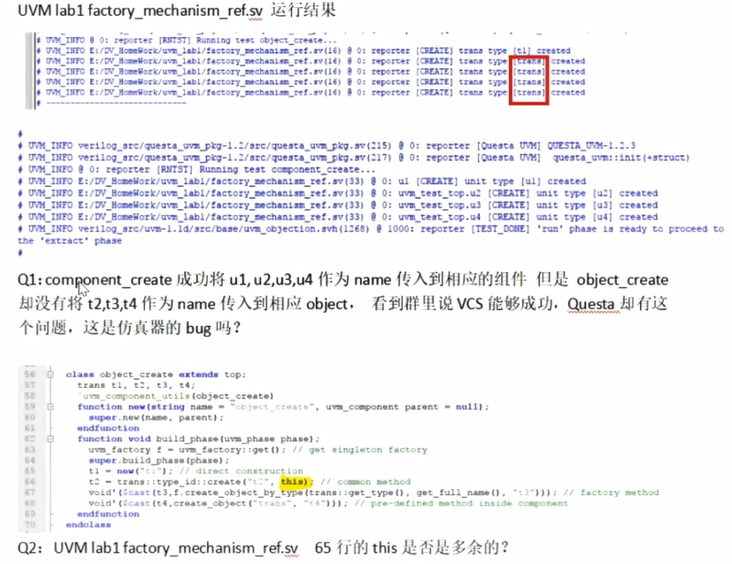 UVM lab1 factory_mechanism_ref.sv 运行结果
# UVM_INFO @ 0: reporter [RNTST] Running test object_create...
# UVM_INFO E:/DV_HomeWork/uvm_lab1/factory_mechanism_ref.sv(16) @ 0: reporter [CREATE] trans type [t1] created
# UVM_INFO E:/DV_HomeWork/uvm_lab1/factory_mechanism_ref.sv(16) @ 0: reporter [CREATE] trans type [trans] created
# UVM_INFO E:/DV_HomeWork/uvm_lab1/factory_mechanism_ref.sv(16) @ 0: reporter [CREATE] trans type [trans] created
# UVM_INFO E:/DV_HomeWork/uvm_lab1/factory_mechanism_ref.sv(16) @ 0: reporter [CREATE] trans type [trans] created
# UVM_INFO E:/DV_HomeWork/uvm_lab1/factory_mechanism_ref.sv(16) @ 0: reporter [CREATE] trans type [trans] created
# ----------------------------
#
# UVM_INFO verilog_src/questa_uvm_pkg-1.2/src/questa_uvm_pkg.sv(215) @ 0: reporter [Questa UVM] QUESTA_UVM-1.2.3
# UVM_INFO verilog_src/questa_uvm_pkg-1.2/src/questa_uvm_pkg.sv(217) @ 0: reporter [Questa UVM]  questa_uvm::init(+struct)
# UVM_INFO @ 0: reporter [RNTST] Running test component_create...
# UVM_INFO E:/DV_HomeWork/uvm_lab1/factory_mechanism_ref.sv(33) @ 0: u1 [CREATE] unit type [u1] created
# UVM_INFO E:/DV_HomeWork/uvm_lab1/factory_mechanism_ref.sv(33) @ 0: uvm_test_top.u2 [CREATE] unit type [u2] created
# UVM_INFO E:/DV_HomeWork/uvm_lab1/factory_mechanism_ref.sv(33) @ 0: uvm_test_top.u3 [CREATE] unit type [u3] created
# UVM_INFO E:/DV_HomeWork/uvm_lab1/factory_mechanism_ref.sv(33) @ 0: uvm_test_top.u4 [CREATE] unit type [u4] created
# UVM_INFO verilog_src/uvm-1.1d/src/base/uvm_objection.svh(1268) @ 1000: reporter [TEST_DONE] 'run' phase is ready to proceed to
the 'extract' phase
#
Q1: component_create 成功将 u1, u2,u3,u4 作为 name 传入到相应的组件 但是 object_create
却没有将 t2,t3,t4 作为 name 传入到相应 object， 看到群里说 VCS 能够成功，Questa 却有这
个问题，这是仿真器的 bug 吗？
56 class object_create extends top;
57 trans t1, t2, t3, t4;
58 `uvm_component_utils(object_create)
59 function new(string name = "object_create", uvm_component parent = null);
60 super.new(name, parent);
61 endfunction
62 function void build_phase(uvm_phase phase);
63 uvm_factory f = uvm_factory::get(); // get singleton factory
64 super.build_phase(phase);
65 t1 = new("t1"); // direct construction
66 t2 = trans::type_id::create("t2", this); // common method
67 void'($cast(t3,f.create_object_by_type(trans::get_type(), get_full_name(), "t3"))); // factory method
68 void'($cast(t4,create_object("trans", "t4"))); // pre-defined method inside component
69 endfunction
70 endclass
Q2：UVM lab1 factory_mechanism_ref.sv 65 行的 this 是否是多余的？